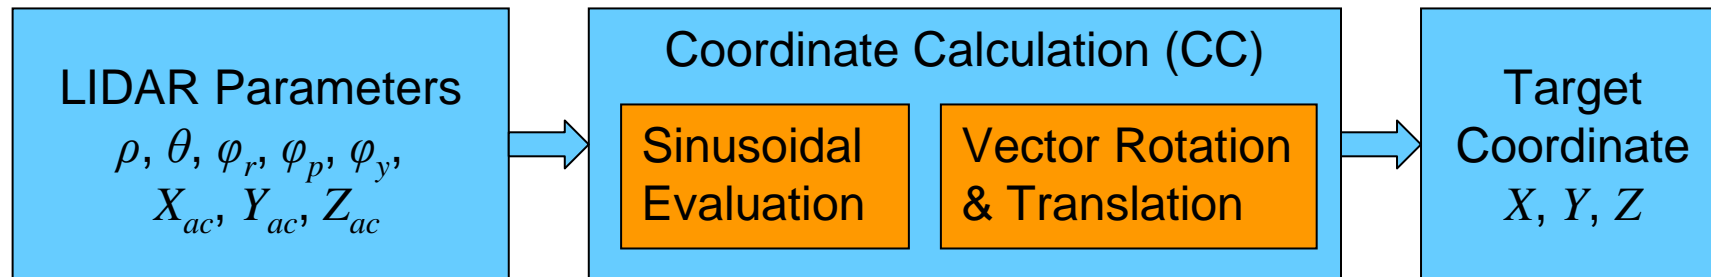 LIDAR Parameters
ρ, θ, φr, φp, φy,
Xac, Yac, Zac
Coordinate Calculation (CC)
Sinusoidal
Evaluation
Vector Rotation
& Translation
Target
Coordinate
X, Y, Z